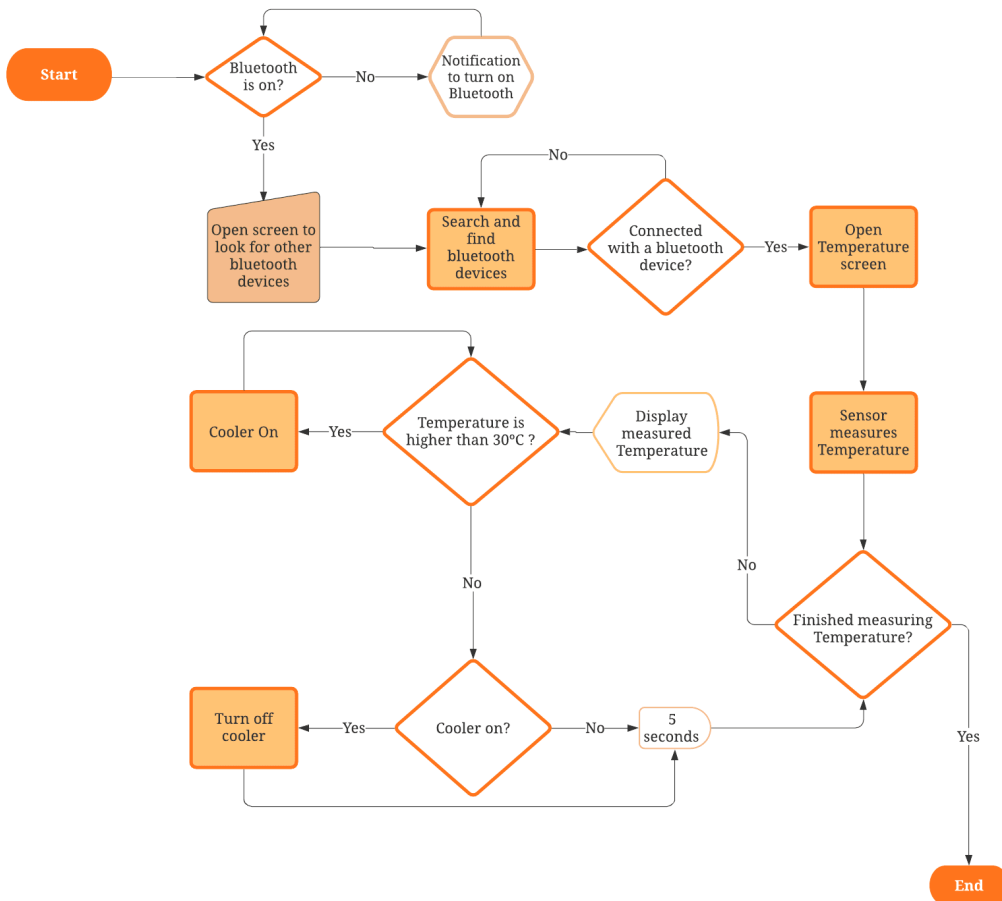 Start
Bluetooth
is on?
No
Notification
to turn on
Bluetooth
Yes
No
Open screen to
look for other
bluetooth
devices
Search and
find
bluetooth
devices
Connected
with a bluetooth
device?
Yes
Open
Temperature
screen
Cooler On
Yes
Temperature is
higher than 30ºC ?
Display
measured
Temperature
Sensor
measures
Temperature
No
No
Finished measuring
Temperature?
Turn off
cooler
Yes
Cooler on?
No
5
seconds
Yes
End